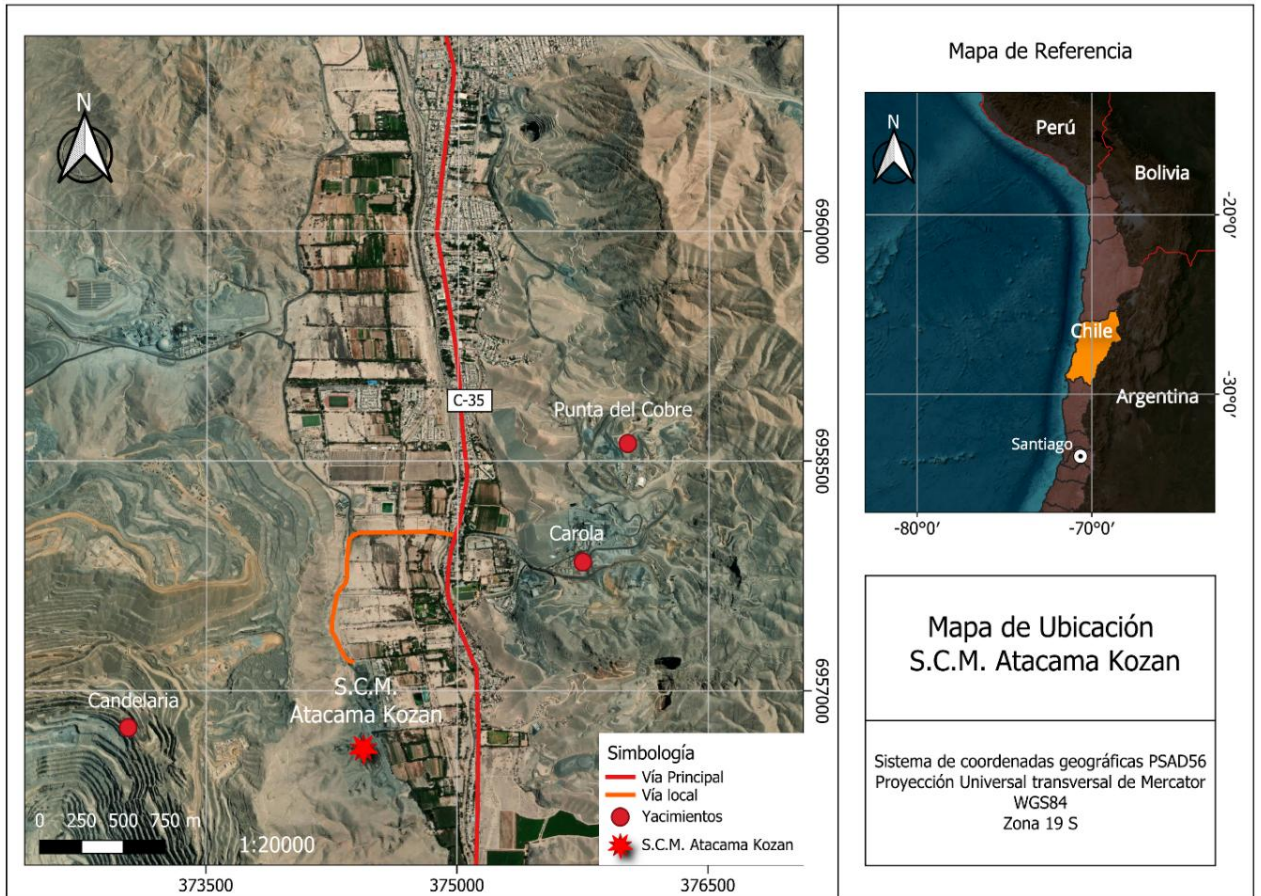 N
C-35
Punta del Cobre
Carola
Candelaria
S.C.M.
Atacama Kozan
0 250 500 750 m
1:20000
Simbología
Vía Principal
Vía local
Yacimientos
S.C.M. Atacama Kozan
373500 375000 376500
6960000
6958500
6957000
Mapa de Referencia
N
Perú
Bolivia
Chile
Argentina
Santiago
-20°0'
-30°0'
-80°0' -70°0'
Mapa de Ubicación
S.C.M. Atacama Kozan
Sistema de coordenadas geográficas PSAD56
Proyección Universal transversal de Mercator
WGS84
Zona 19 S